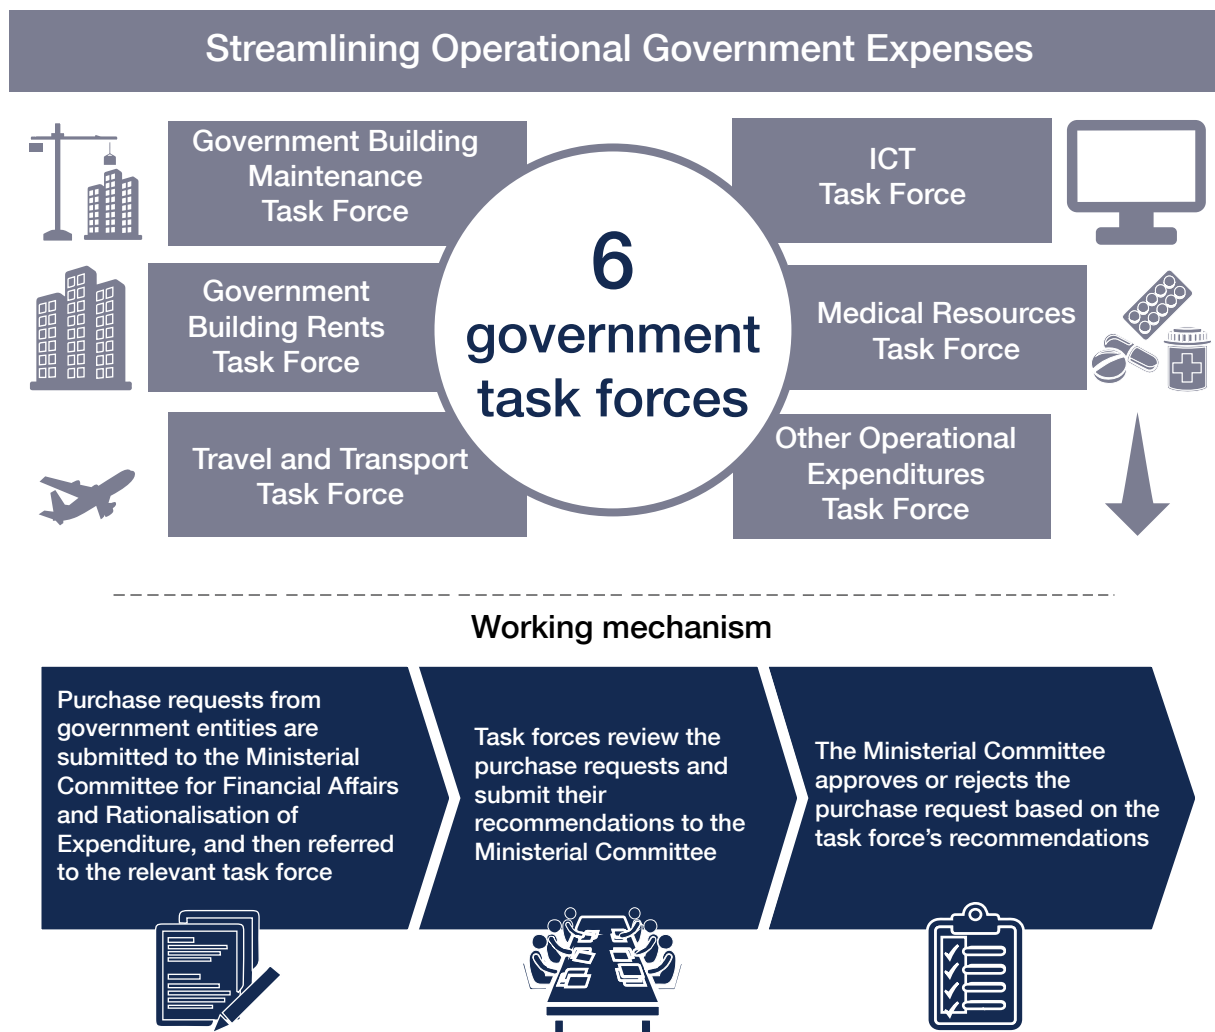 Streamlining Operational Government Expenses
Government Building
Maintenance
Task Force
Government
Building Rents
Task Force
Travel and Transport
Task Force
6
government
task forces
ICT
Task Force
Medical Resources
Task Force
Other Operational
Expenditures
Task Force
Working mechanism
Purchase requests from
government entities are
submitted to the Ministerial
Committee for Financial Affairs
and Rationalisation of
Expenditure, and then referred
to the relevant task force
Task forces review the
purchase requests and
submit their
recommendations to the
Ministerial Committee
The Ministerial Committee
approves or rejects the
purchase request based on the
task force’s recommendations